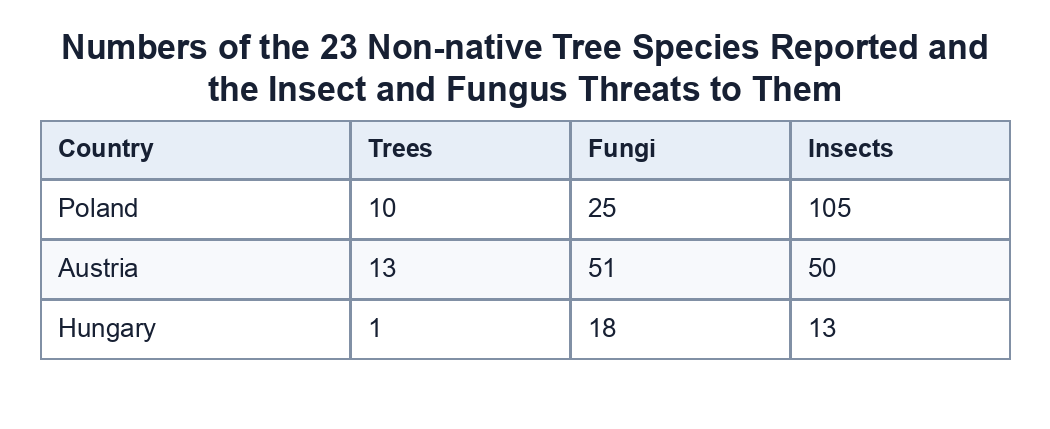 Numbers of the 23 Non-native Tree Species Reported and
the Insect and Fungus Threats to Them
Country Trees Fungi Insects
Poland 10 25 105
Austria 13 51 50
Hungary 1 18 13